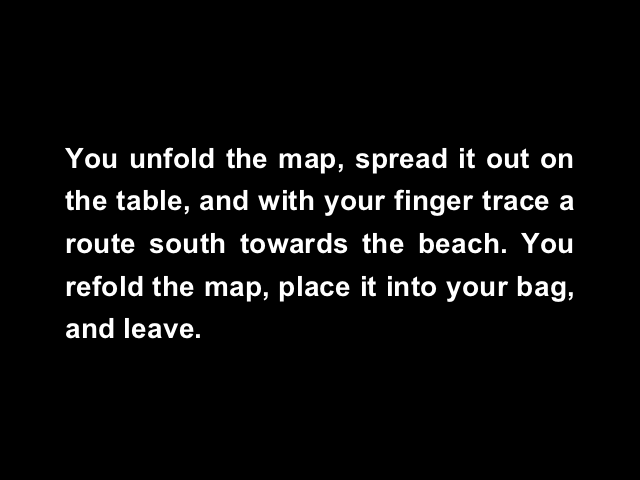 You unfold the map, spread it out on
the table, and with your finger trace a
route south towards the beach. You
refold the map, place it into your bag,
and leave.